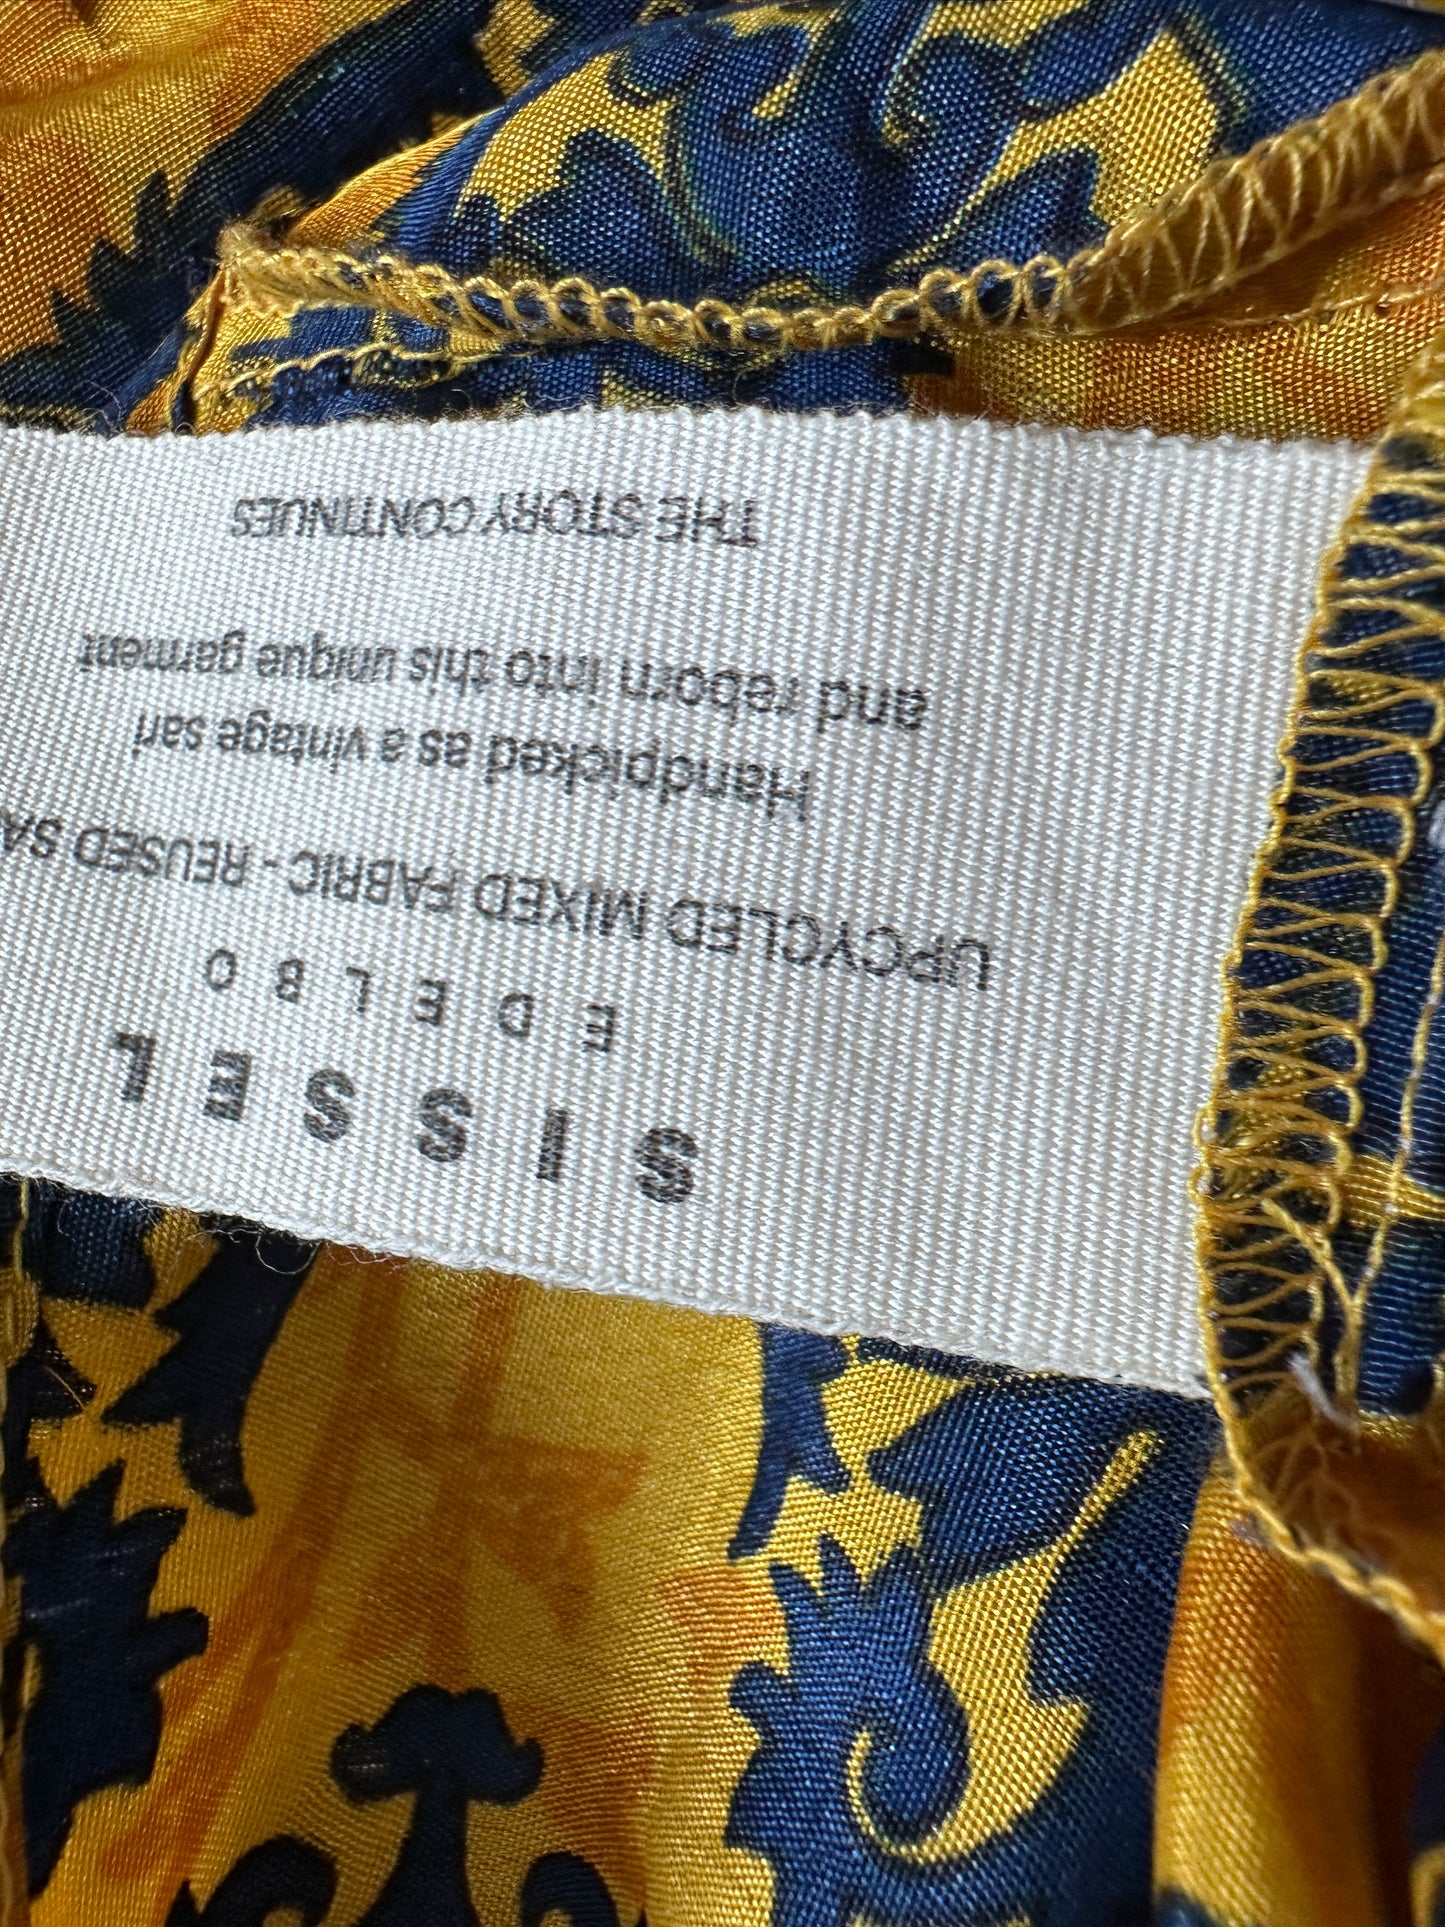 SISSEL
EDELBO
UPCYCLED MIXED FABRIC - REUSED SA
Handpicked as a vintage sari
and reborn into this unique garment
THE STORY CONTINUES